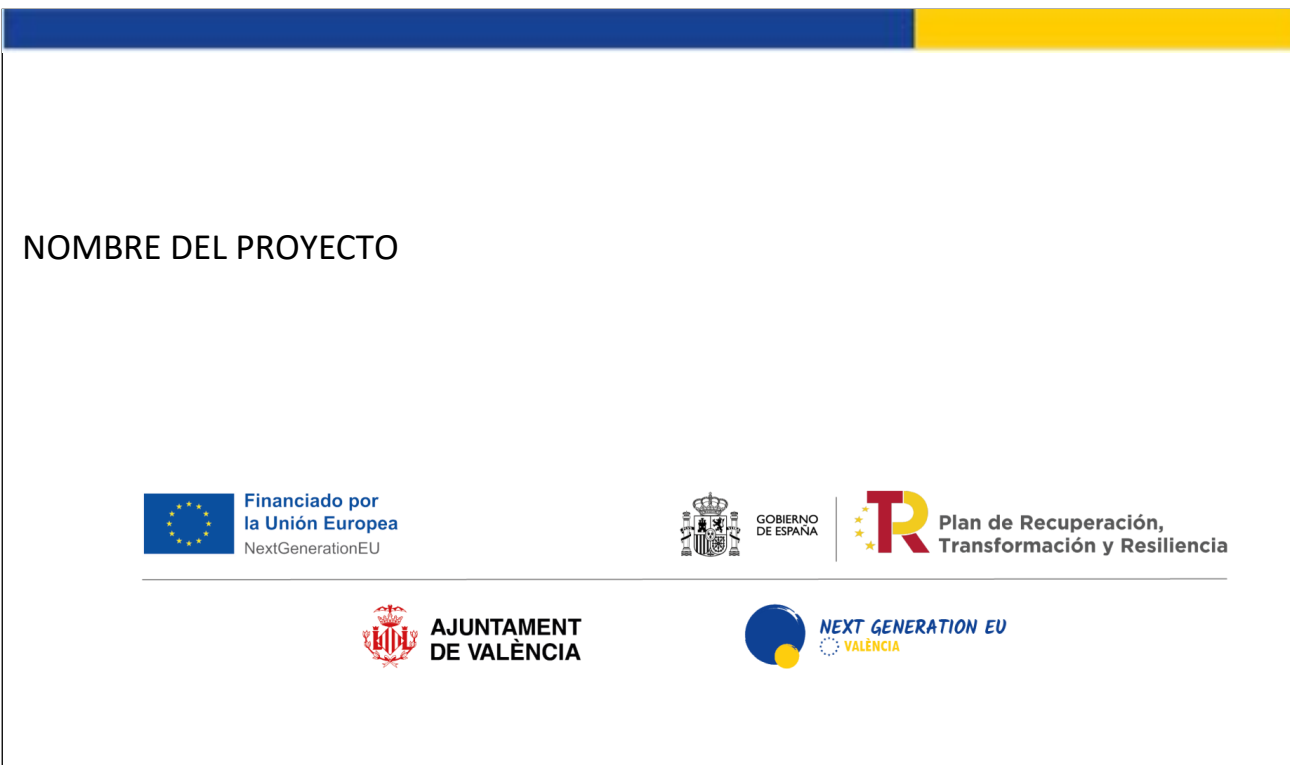 NOMBRE DEL PROYECTO
Financiado por
la Unión Europea
NextGenerationEU
GOBIERNO
DE ESPAÑA
TR
Plan de Recuperación,
Transformación y Resiliencia
AJUNTAMENT
DE VALÈNCIA
NEXT GENERATION EU
VALÈNCIA